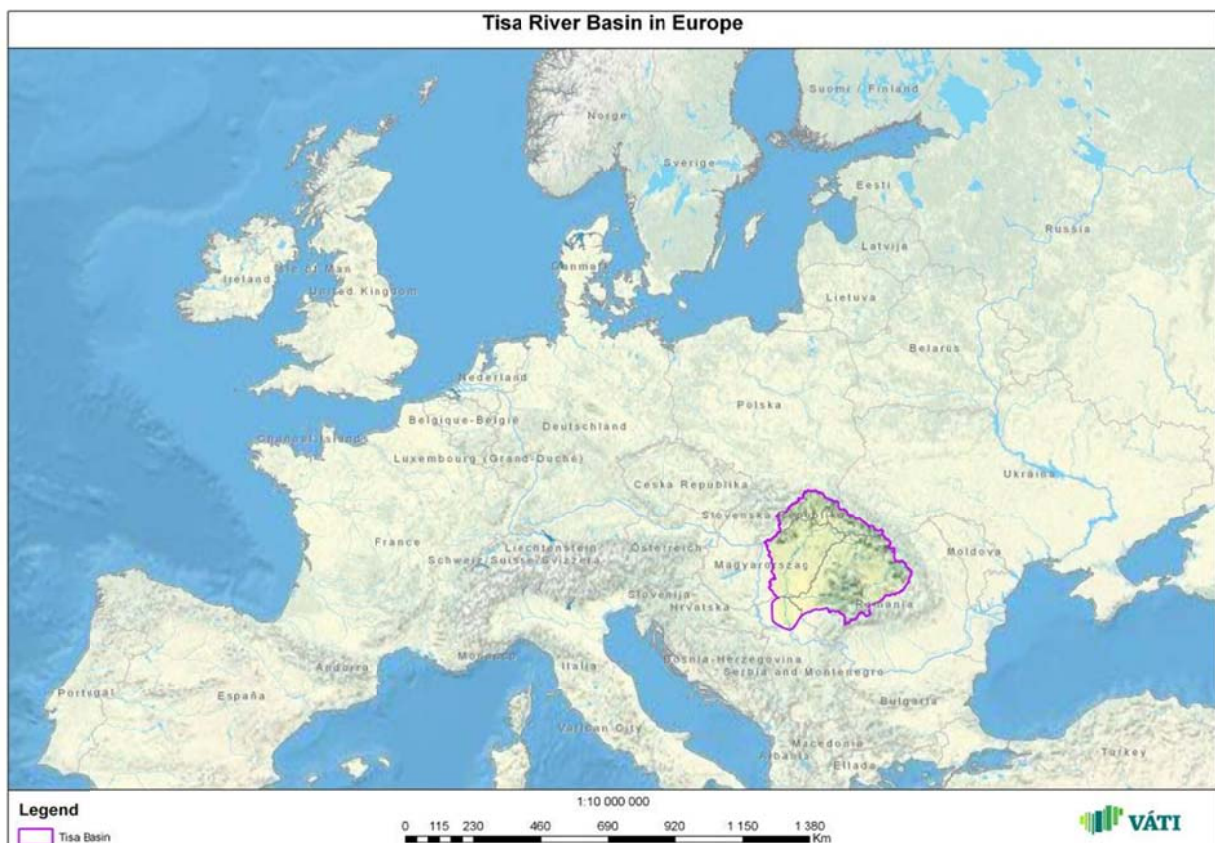 Tisa River Basin in Europe
Suomi / Finland
Norge
Sverige
Eesti
Russia
Latvija
Danmark
Isle of Man
Ireland
United Kingdom
Lietuva
Belarus
Nederland
Polska
Belgique-België
Deutschland
Channel Islands
Luxembourg (Grand-Duché)
Ukraina
Ceska Republika
Slovenska Republika
France
Liechtenstein
Österreich
Moldova
Schweiz/Suisse/Svizzera
Magyarország
Slovenija
Hrvatska
Romania
Monaco
Bosnia-Herzegovina
Andorra
Italia
Serbia and Montenegro
Portugal
España
Bulgaria
Vatican City
Macedonia
Albania
Turkey
Ellada
Legend
Tisa Basin
1:10 000 000
0 115 230 460 690 920 1 150 1 380
Km
VÁTI